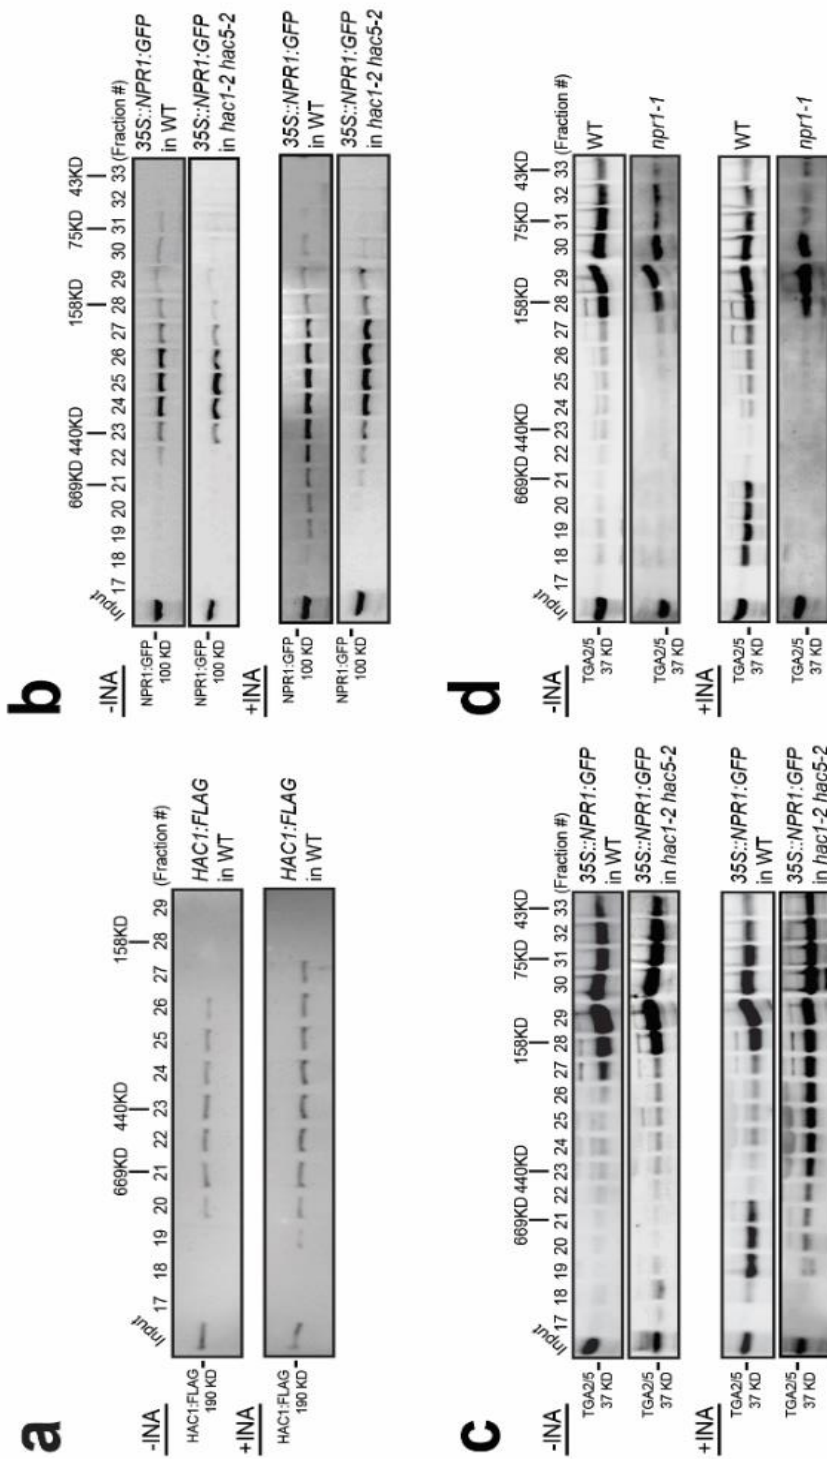 a
669KD 440KD 158KD
Input 17 18 19 20 21 22 23 24 25 26 27 28 29 (Fraction #)
-INA
HAC1:FLAG
190 KD
HAC1:FLAG
in WT
+INA
HAC1:FLAG
190 KD
HAC1:FLAG
in WT
b
669KD 440KD 158KD 75KD 43KD
Input 17 18 19 20 21 22 23 24 25 26 27 28 29 30 31 32 33 (Fraction #)
-INA
NPR1:GFP
100 KD
35S::NPR1:GFP
in WT
NPR1:GFP
100 KD
35S::NPR1:GFP
in hac1-2 hac5-2
+INA
NPR1:GFP
100 KD
35S::NPR1:GFP
in WT
NPR1:GFP
100 KD
35S::NPR1:GFP
in hac1-2 hac5-2
c
669KD 440KD 158KD 75KD 43KD
Input 17 18 19 20 21 22 23 24 25 26 27 28 29 30 31 32 33 (Fraction #)
-INA
TGA2/5
37 KD
35S::NPR1:GFP
in WT
TGA2/5
37 KD
35S::NPR1:GFP
in hac1-2 hac5-2
+INA
TGA2/5
37 KD
35S::NPR1:GFP
in WT
TGA2/5
37 KD
35S::NPR1:GFP
in hac1-2 hac5-2
d
669KD 440KD 158KD 75KD 43KD
Input 17 18 19 20 21 22 23 24 25 26 27 28 29 30 31 32 33 (Fraction #)
-INA
TGA2/5
37 KD
WT
TGA2/5
37 KD
npr1-1
+INA
TGA2/5
37 KD
WT
TGA2/5
37 KD
npr1-1